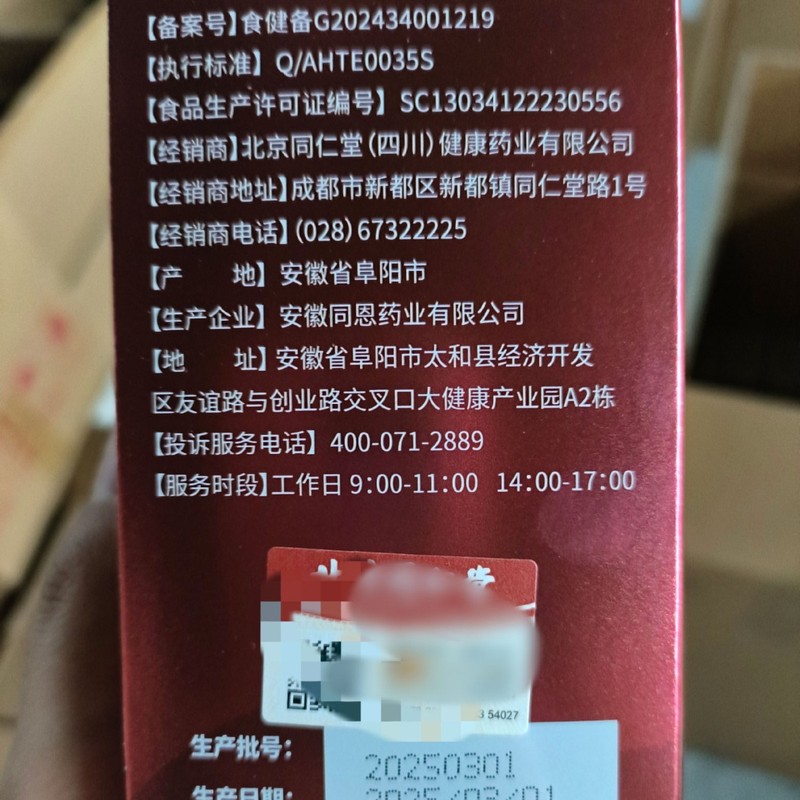 【备案号】食健备G202434001219
【执行标准】Q/AHTE0035S
【食品生产许可证编号】SC13034122230556
【经销商】北京同仁堂(四川)健康药业有限公司
【经销商地址】成都市新都区新都镇同仁堂路1号
【经销商电话】(028)67322225
【产 地】安徽省阜阳市
【生产企业】安徽同恩药业有限公司
【地 址】安徽省阜阳市太和县经济开发
区友谊路与创业路交叉口大健康产业园A2栋
【投诉服务电话】400-071-2889
【服务时段】工作日 9:00-11:00 14:00-17:00
54027
生产批号: 20250301
生产日期: 2025/03/01